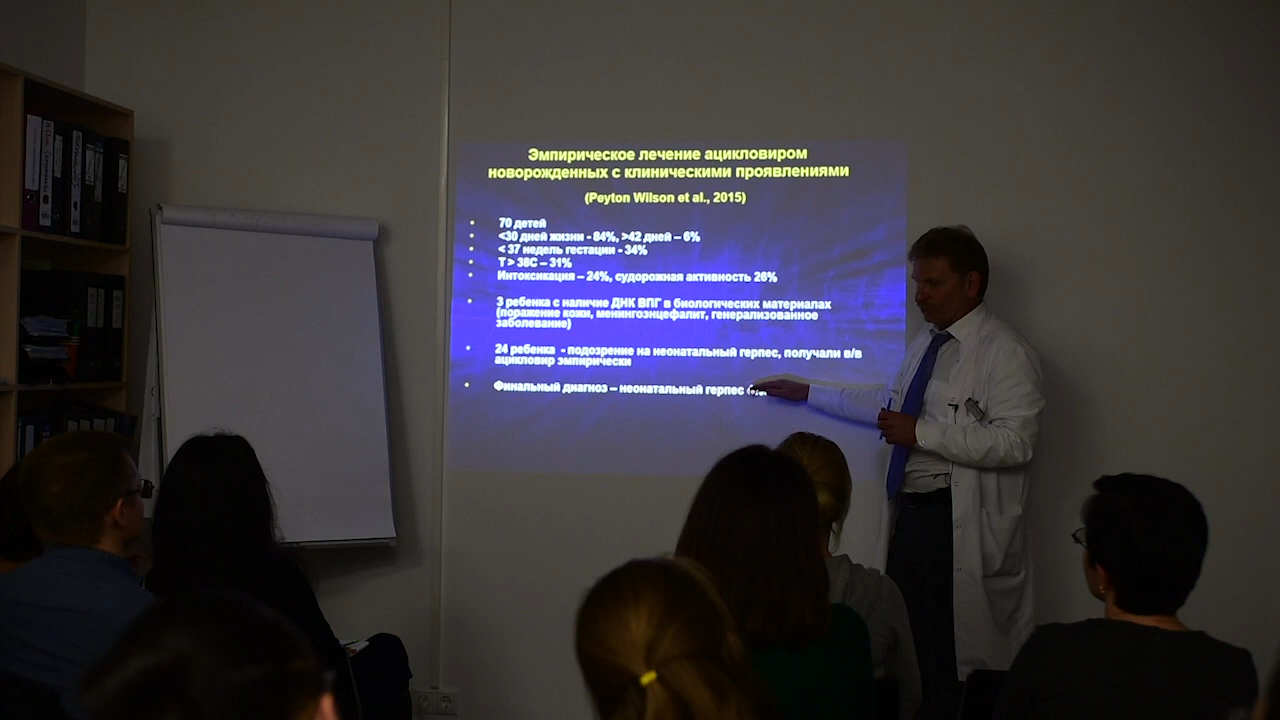 Эмпирическое лечение ацикловиром
новорожденных с клиническими проявлениями
(Peyton Wilson et al., 2015)
• 70 детей
• <30 дней жизни - 84%, >42 дней – 6%
• < 37 недель гестации - 34%
• T > 38C – 31%
• Интоксикация – 24%, судорожная активность 26%
• 3 ребенка с наличие ДНК ВПГ в биологических материалах
(поражение кожи, менингоэнцефалит, генерализованное
заболевание)
• 24 ребенка - подозрение на неонатальный герпес, получали в/в
ацикловир эмпирически
• Финальный диагноз – неонатальный герпес